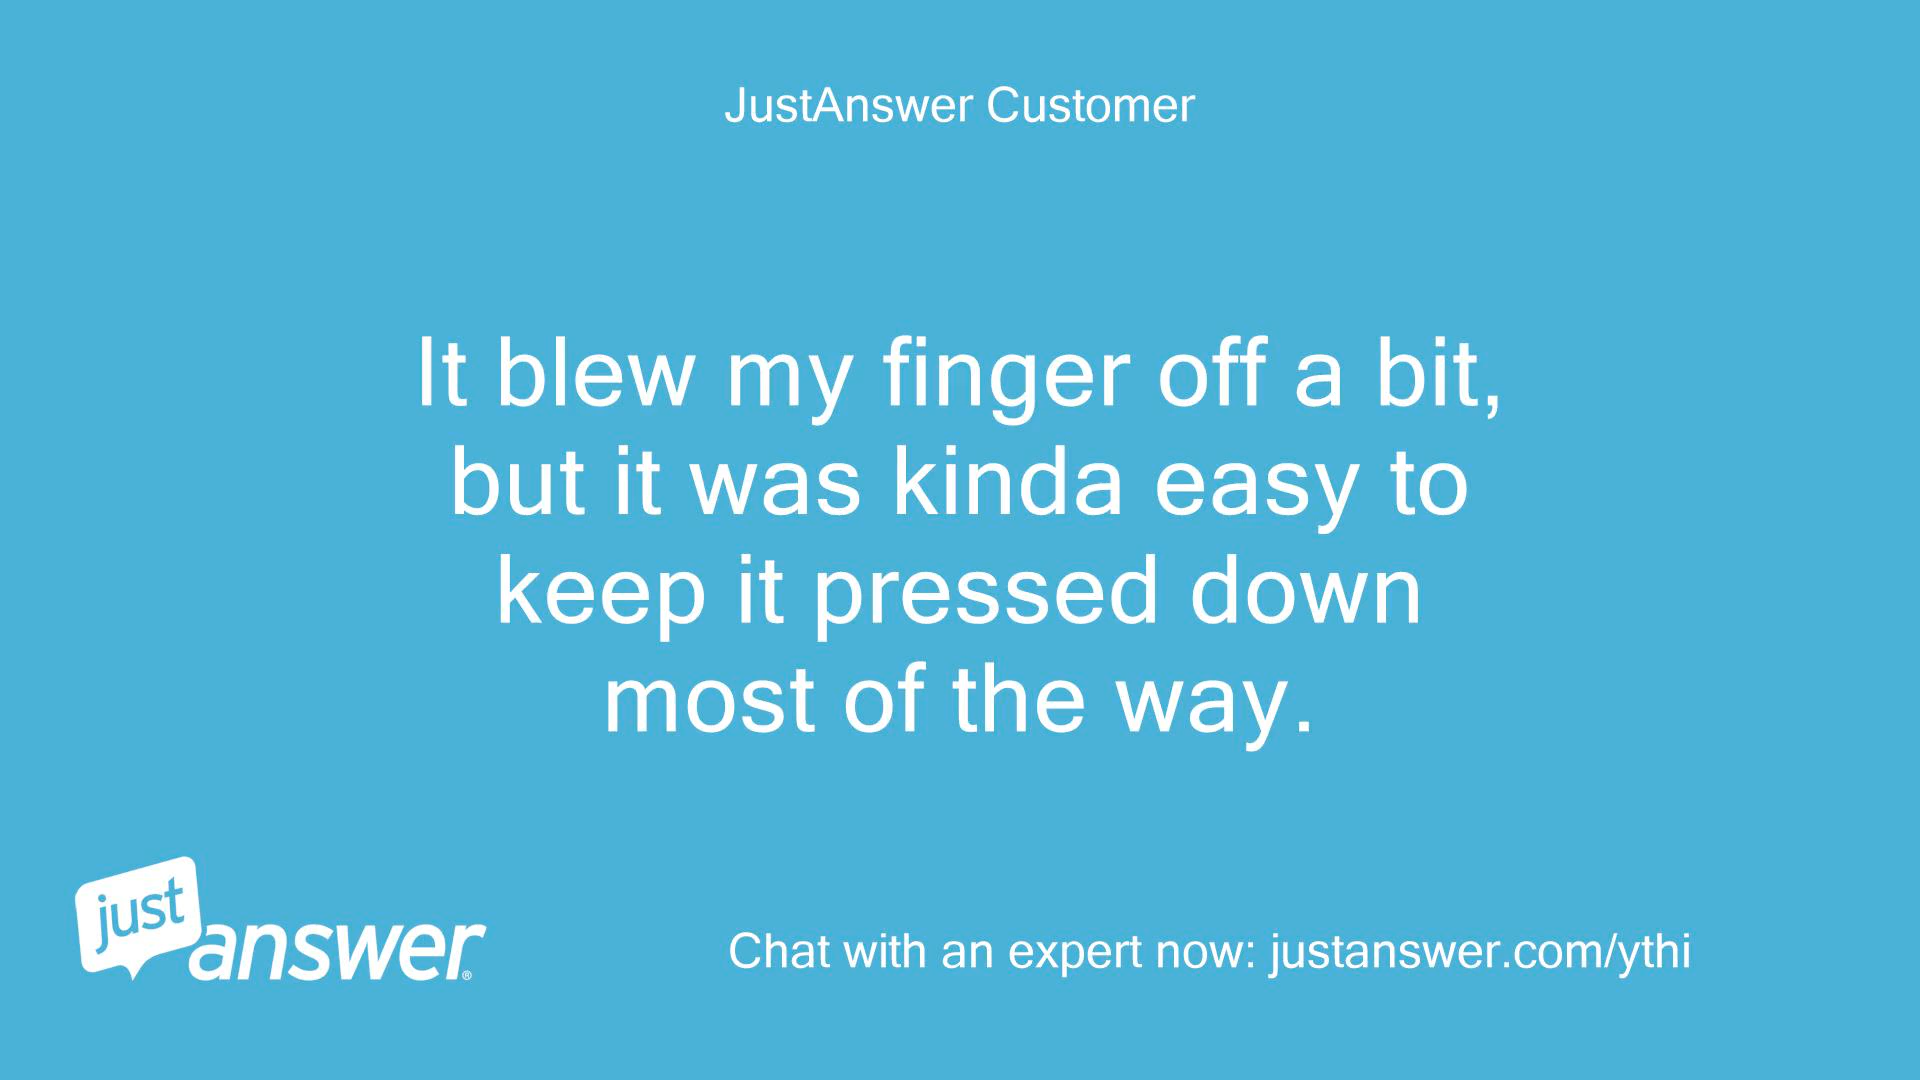 JustAnswer Customer
It blew my finger off a bit,
but it was kinda easy to
keep it pressed down
most of the way.
just
answer®
Chat with an expert now: justanswer.com/ythi